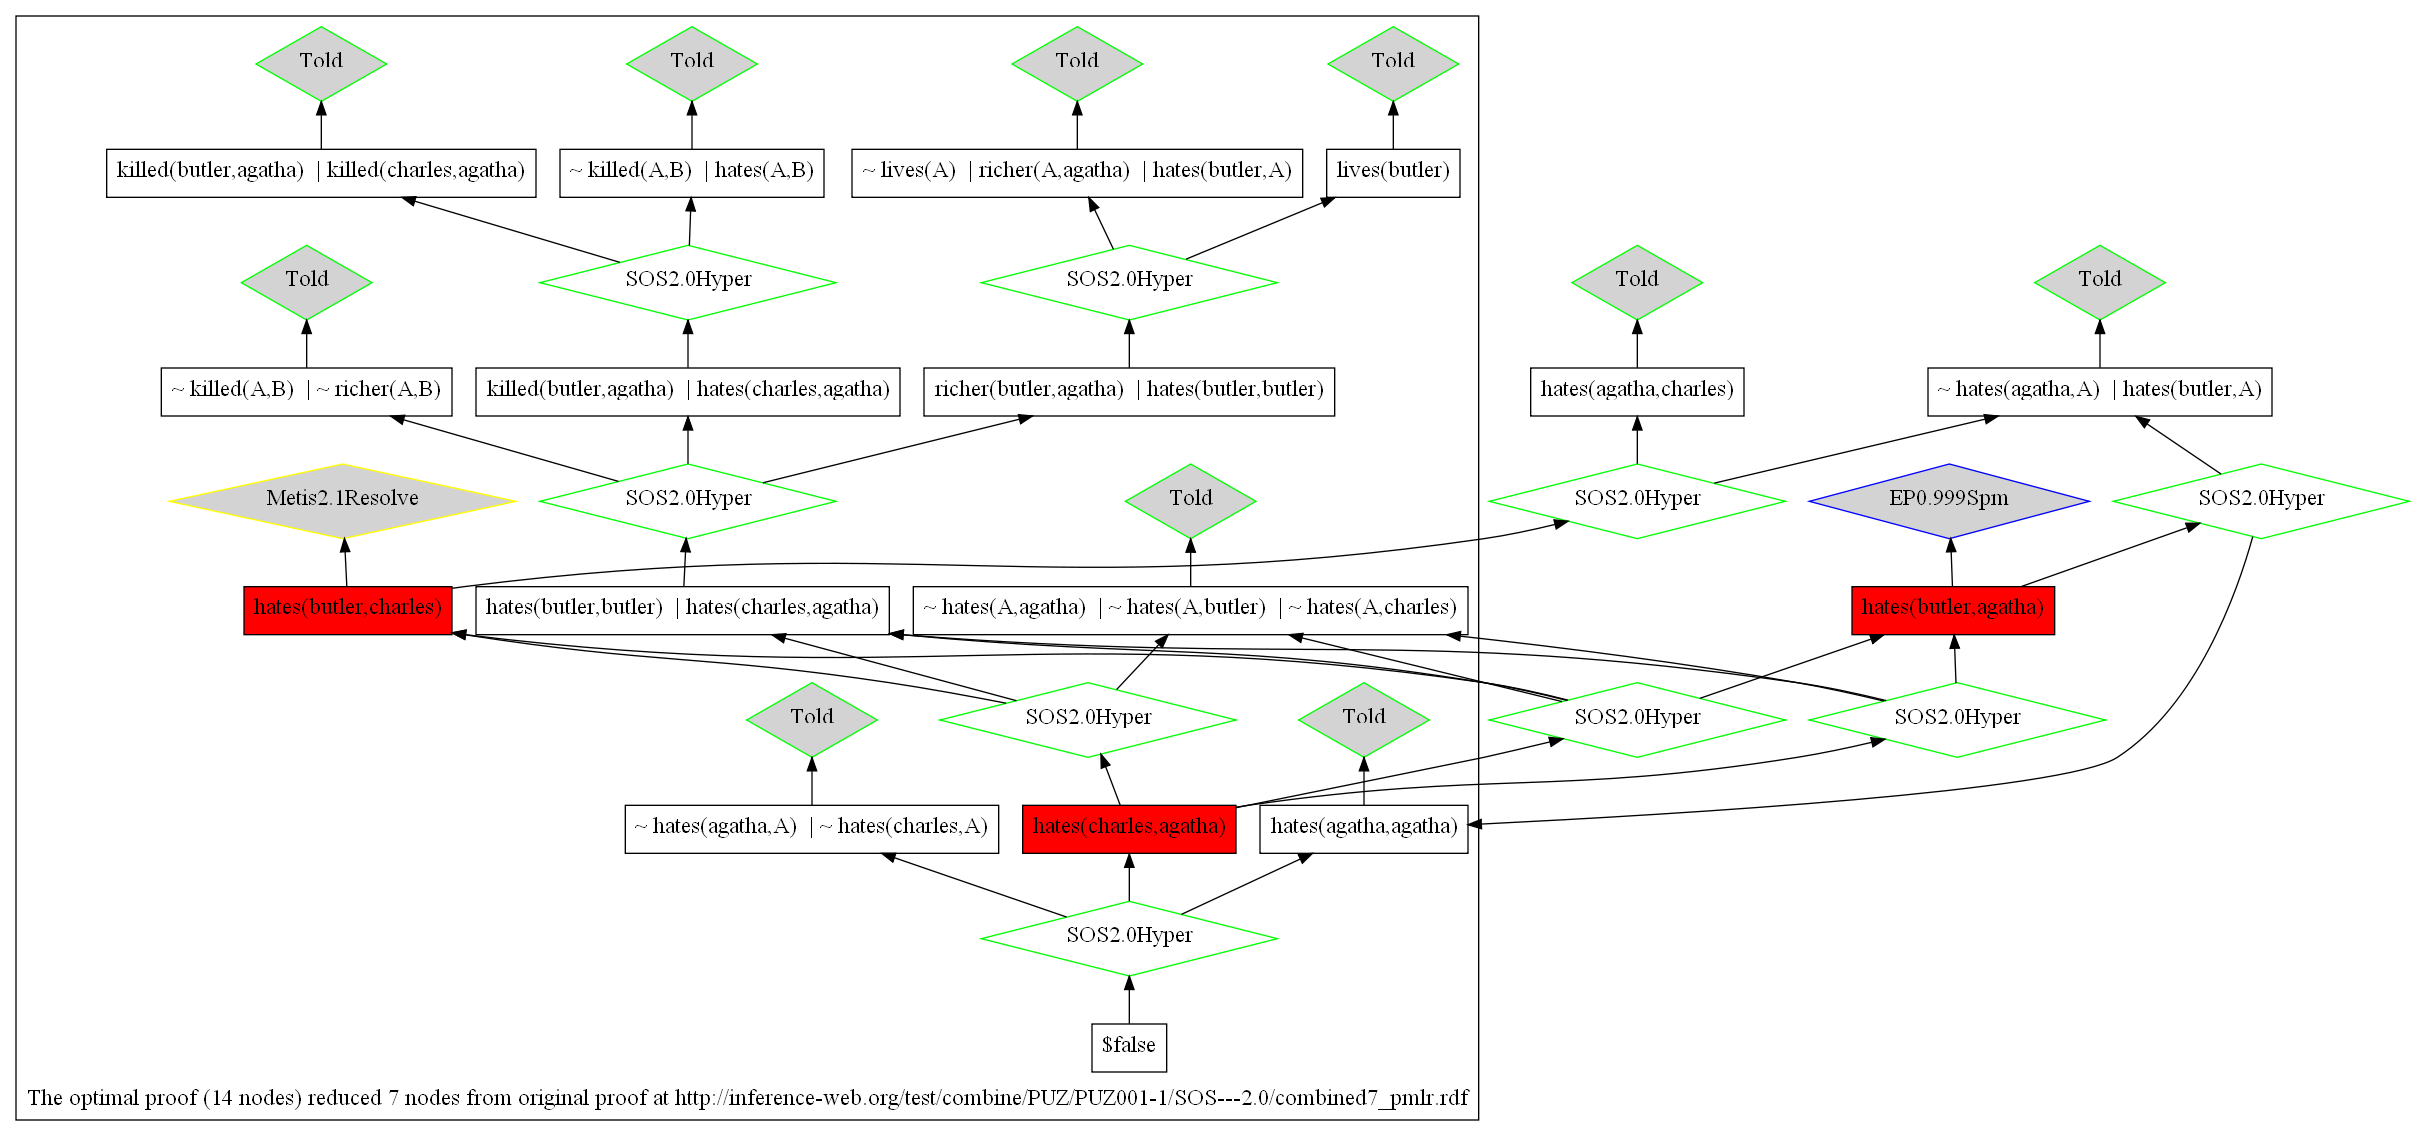 Told
Told
Told
Told
killed(butler,agatha) | killed(charles,agatha)
~ killed(A,B) | hates(A,B)
~ lives(A) | richer(A,agatha) | hates(butler,A)
lives(butler)
Told
SOS2.0Hyper
SOS2.0Hyper
Told
Told
~ killed(A,B) | ~ richer(A,B)
killed(butler,agatha) | hates(charles,agatha)
richer(butler,agatha) | hates(butler,butler)
hates(agatha,charles)
~ hates(agatha,A) | hates(butler,A)
Metis2.1Resolve
SOS2.0Hyper
Told
SOS2.0Hyper
EP0.999Spm
SOS2.0Hyper
hates(butler,charles)
hates(butler,butler) | hates(charles,agatha)
~ hates(A,agatha) | ~ hates(A,butler) | ~ hates(A,charles)
hates(butler,agatha)
Told
SOS2.0Hyper
Told
SOS2.0Hyper
SOS2.0Hyper
~ hates(agatha,A) | ~ hates(charles,A)
hates(charles,agatha)
hates(agatha,agatha)
SOS2.0Hyper
$false
The optimal proof (14 nodes) reduced 7 nodes from original proof at http://inference-web.org/test/combine/PUZ/PUZ001-1/SOS---2.0/combined7_pmlr.rdf